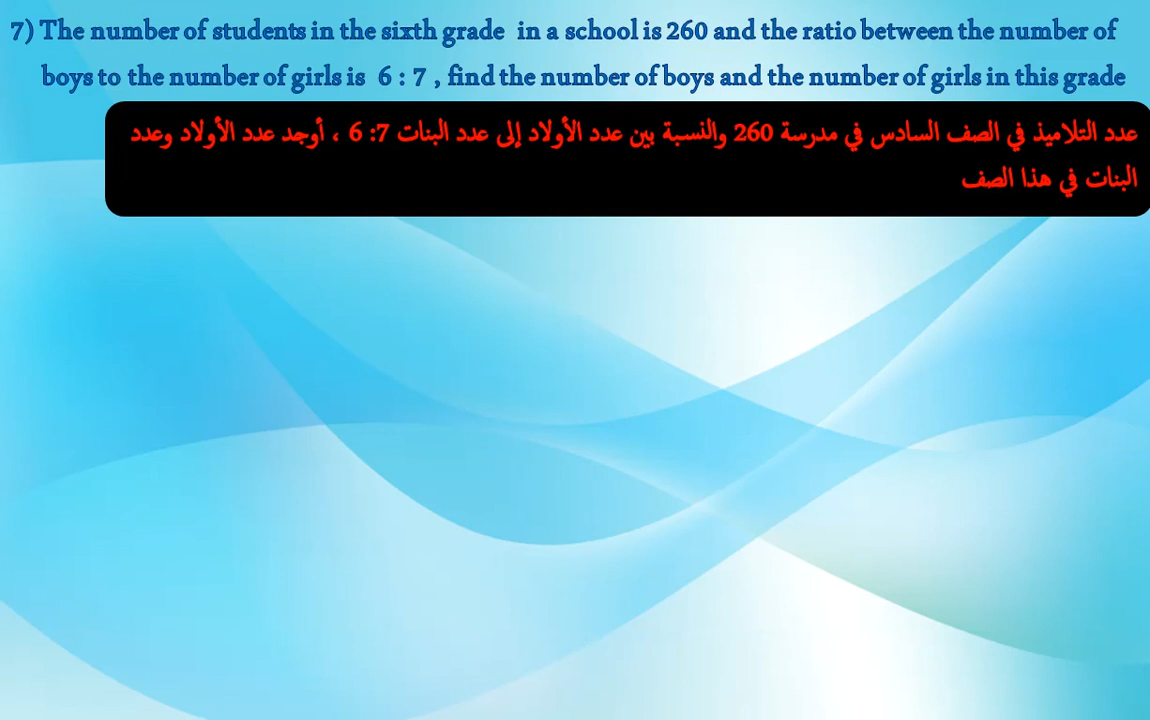 7) The number of students in the sixth grade in a school is 260 and the ratio between the number of
boys to the number of girls is 6 : 7 , find the number of boys and the number of girls in this grade
عدد التلاميذ في الصف السادس في مدرسة 260 والنسبة بين عدد الأولاد إلى عدد البنات 7: 6 ، أوجد عدد الأولاد وعدد
البنات في هذا الصف